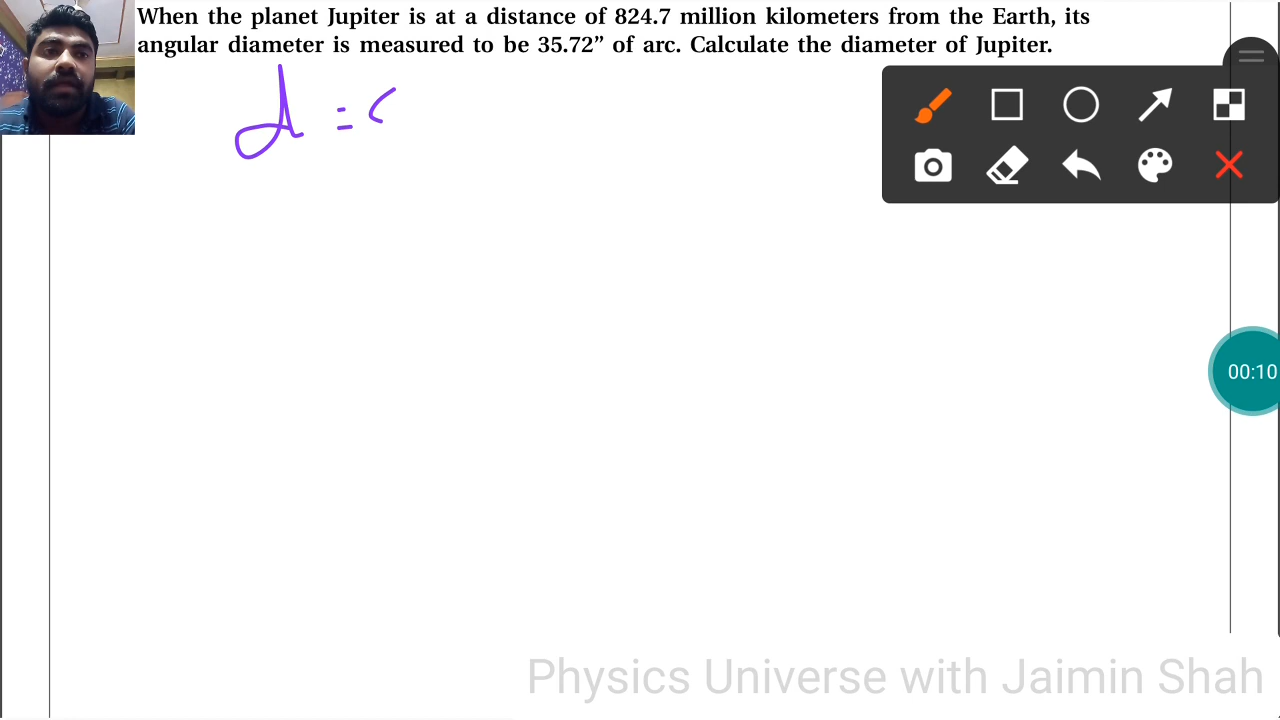 When the planet Jupiter is at a distance of 824.7 million kilometers from the Earth, its
angular diameter is measured to be 35.72” of arc. Calculate the diameter of Jupiter.
d =
00:10
Physics Universe with Jaimin Shah